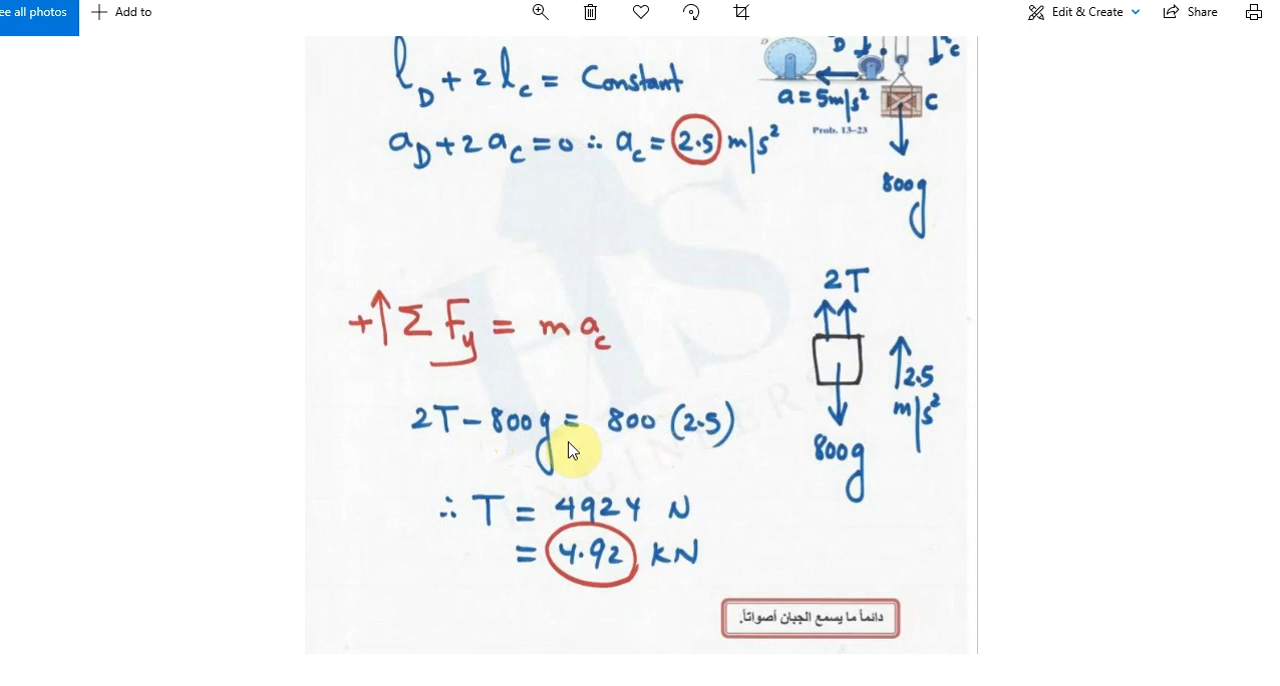 ee all photos
Add to
Edit & Create
Share
l_D + 2 l_c = Constant
D
c
a = 5m/s²
C
Prob. 13–23
a_D + 2 a_c = 0 ∴ a_c = 2.5 m/s²
800g
2T
+↑ Σ F_y = m a_c
2.5
m/s²
2T - 800g = 800 (2.5)
800g
∴ T = 4924 N
= 4.92 KN
دائماً ما يسمع الجبان أصواتاً.